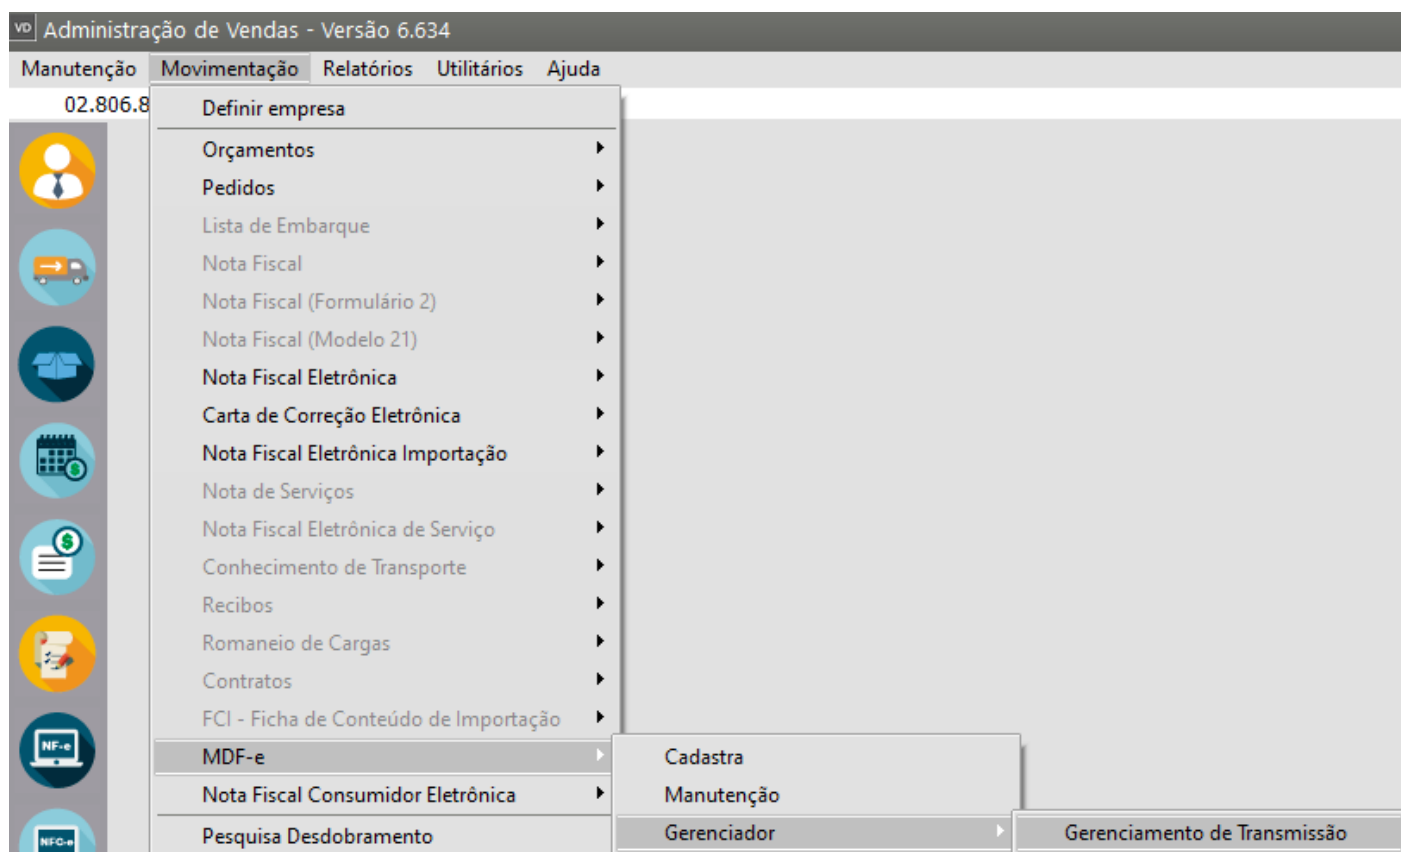 VD Administração de Vendas - Versão 6.634
Manutenção Movimentação Relatórios Utilitários Ajuda
02.806.8
Definir empresa
Orçamentos
Pedidos
Lista de Embarque
Nota Fiscal
Nota Fiscal (Formulário 2)
Nota Fiscal (Modelo 21)
Nota Fiscal Eletrônica
Carta de Correção Eletrônica
Nota Fiscal Eletrônica Importação
Nota de Serviços
Nota Fiscal Eletrônica de Serviço
Conhecimento de Transporte
Recibos
Romaneio de Cargas
Contratos
FCI - Ficha de Conteúdo de Importação
NF-e
MDF-e
Cadastra
Nota Fiscal Consumidor Eletrônica
Manutenção
NFC-e
Pesquisa Desdobramento
Gerenciador
Gerenciamento de Transmissão